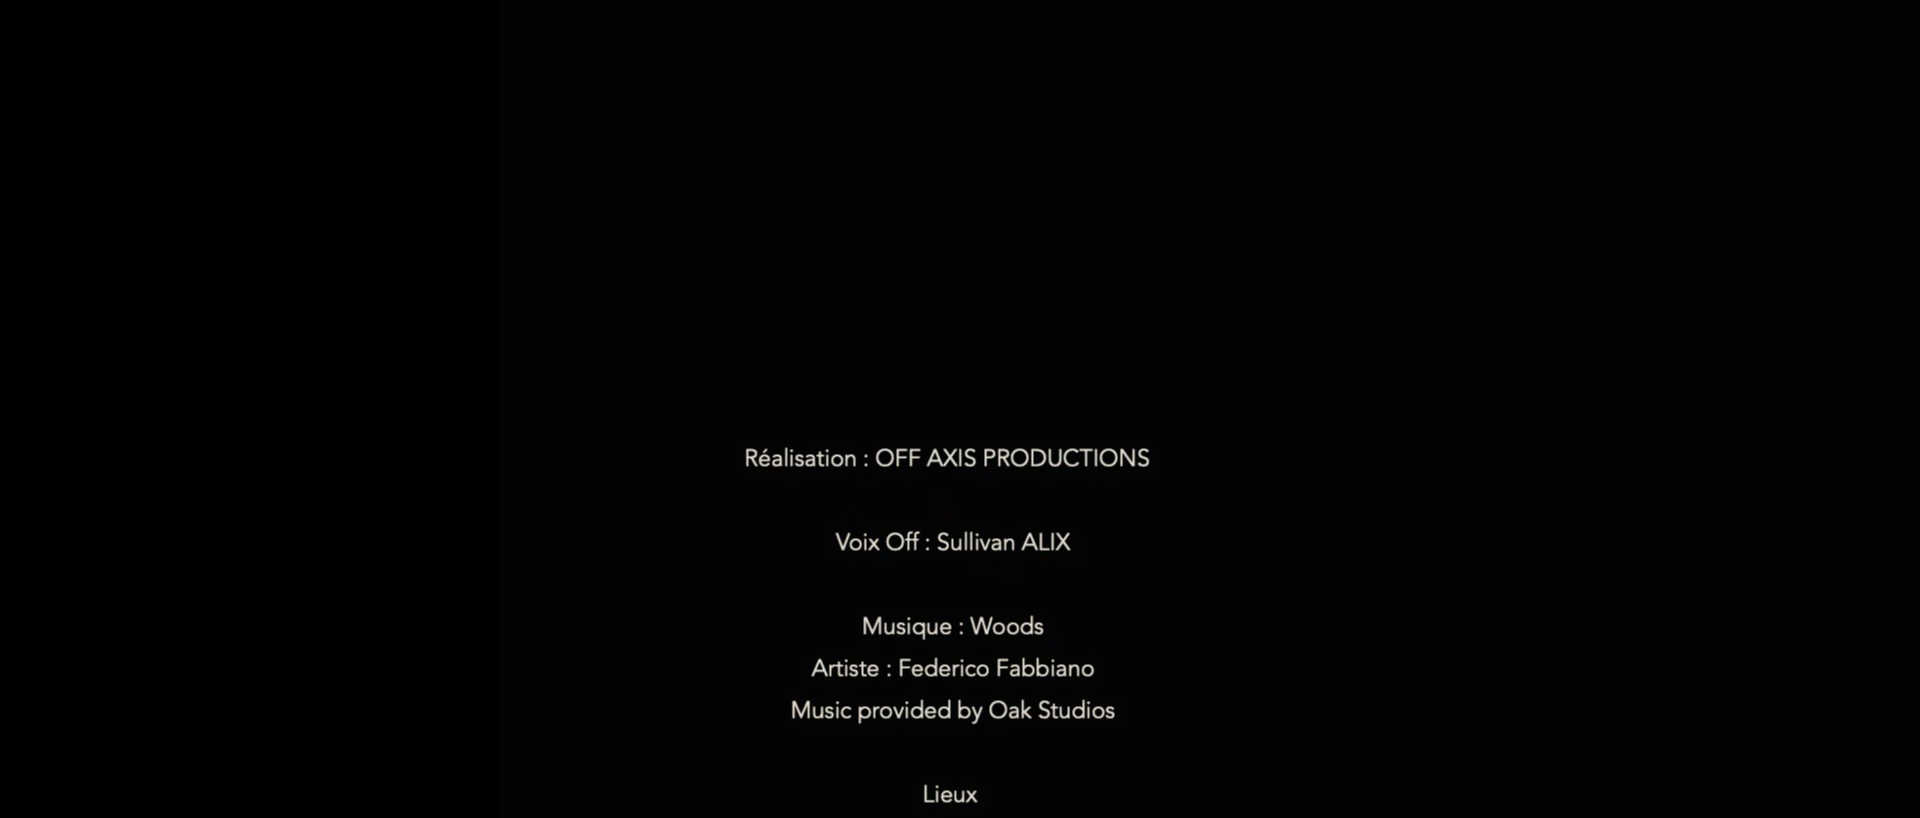 Réalisation : OFF AXIS PRODUCTIONS
Voix Off : Sullivan ALIX
Musique : Woods
Artiste : Federico Fabbiano
Music provided by Oak Studios
Lieux